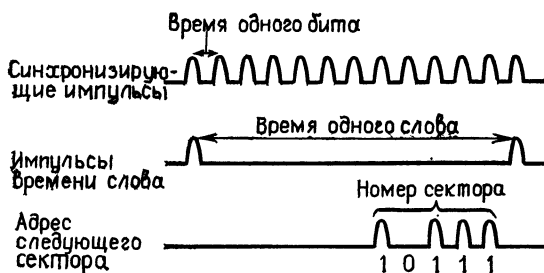 Время одного бита
Синхронизирую-
щие импульсы
Время одного слова
Импульсы
времени слова
Номер сектора
Адрес
следующего
сектора
1 0 1 1 1